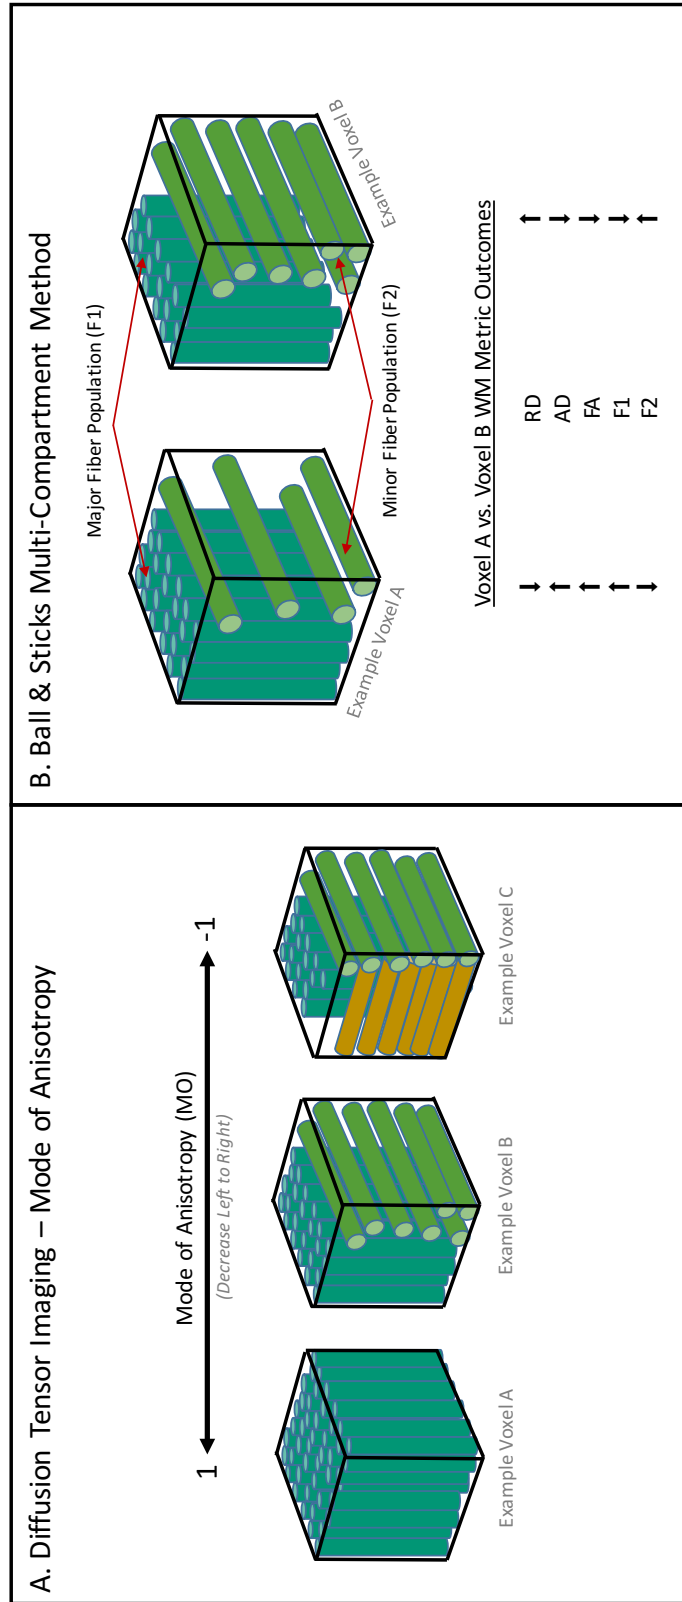 A. Diffusion Tensor Imaging – Mode of Anisotropy
Mode of Anisotropy (MO)
(Decrease Left to Right)
1
-1
Example Voxel A
Example Voxel B
Example Voxel C
B. Ball & Sticks Multi-Compartment Method
Major Fiber Population (F1)
Example Voxel A
Example Voxel B
Minor Fiber Population (F2)
Voxel A vs. Voxel B WM Metric Outcomes
RD
AD
FA
F1
F2